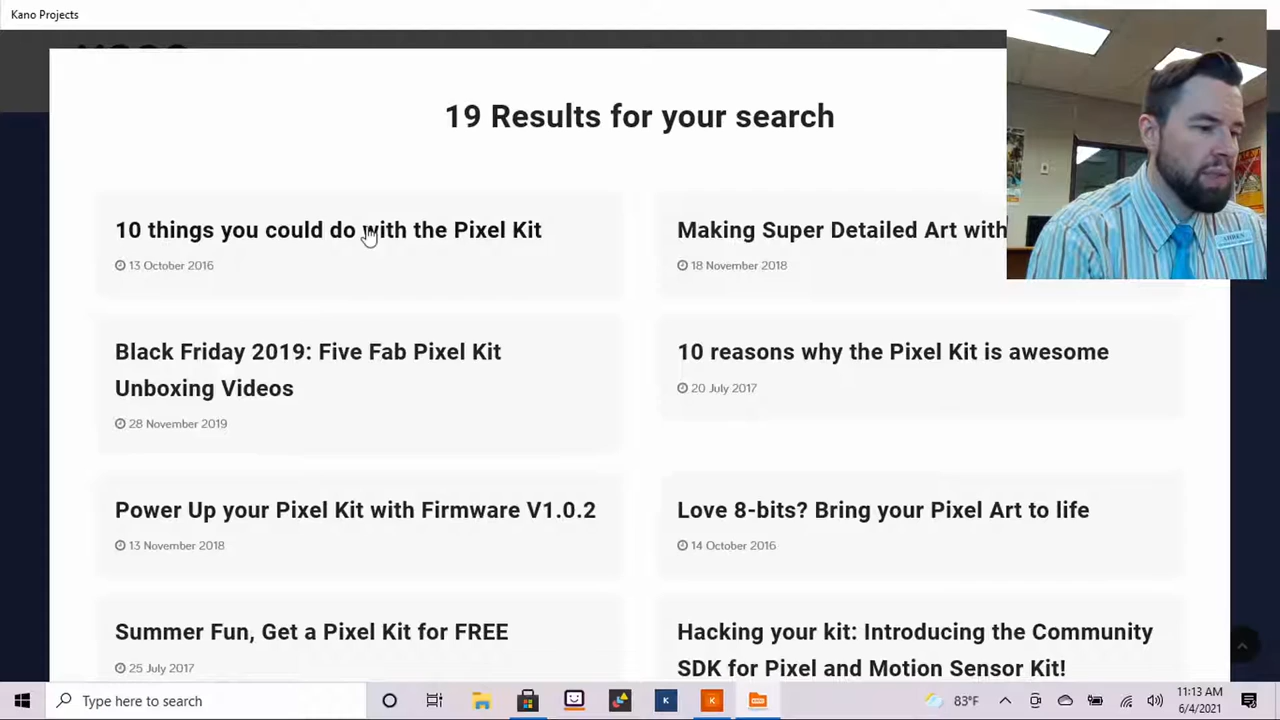 Kano Projects
19 Results for your search
10 things you could do with the Pixel Kit
13 October 2016
Making Super Detailed Art with
18 November 2018
Black Friday 2019: Five Fab Pixel Kit
Unboxing Videos
28 November 2019
10 reasons why the Pixel Kit is awesome
20 July 2017
Power Up your Pixel Kit with Firmware V1.0.2
13 November 2018
Love 8-bits? Bring your Pixel Art to life
14 October 2016
Summer Fun, Get a Pixel Kit for FREE
25 July 2017
Hacking your kit: Introducing the Community
SDK for Pixel and Motion Sensor Kit!
Type here to search
83°F
11:13 AM
6/4/2021